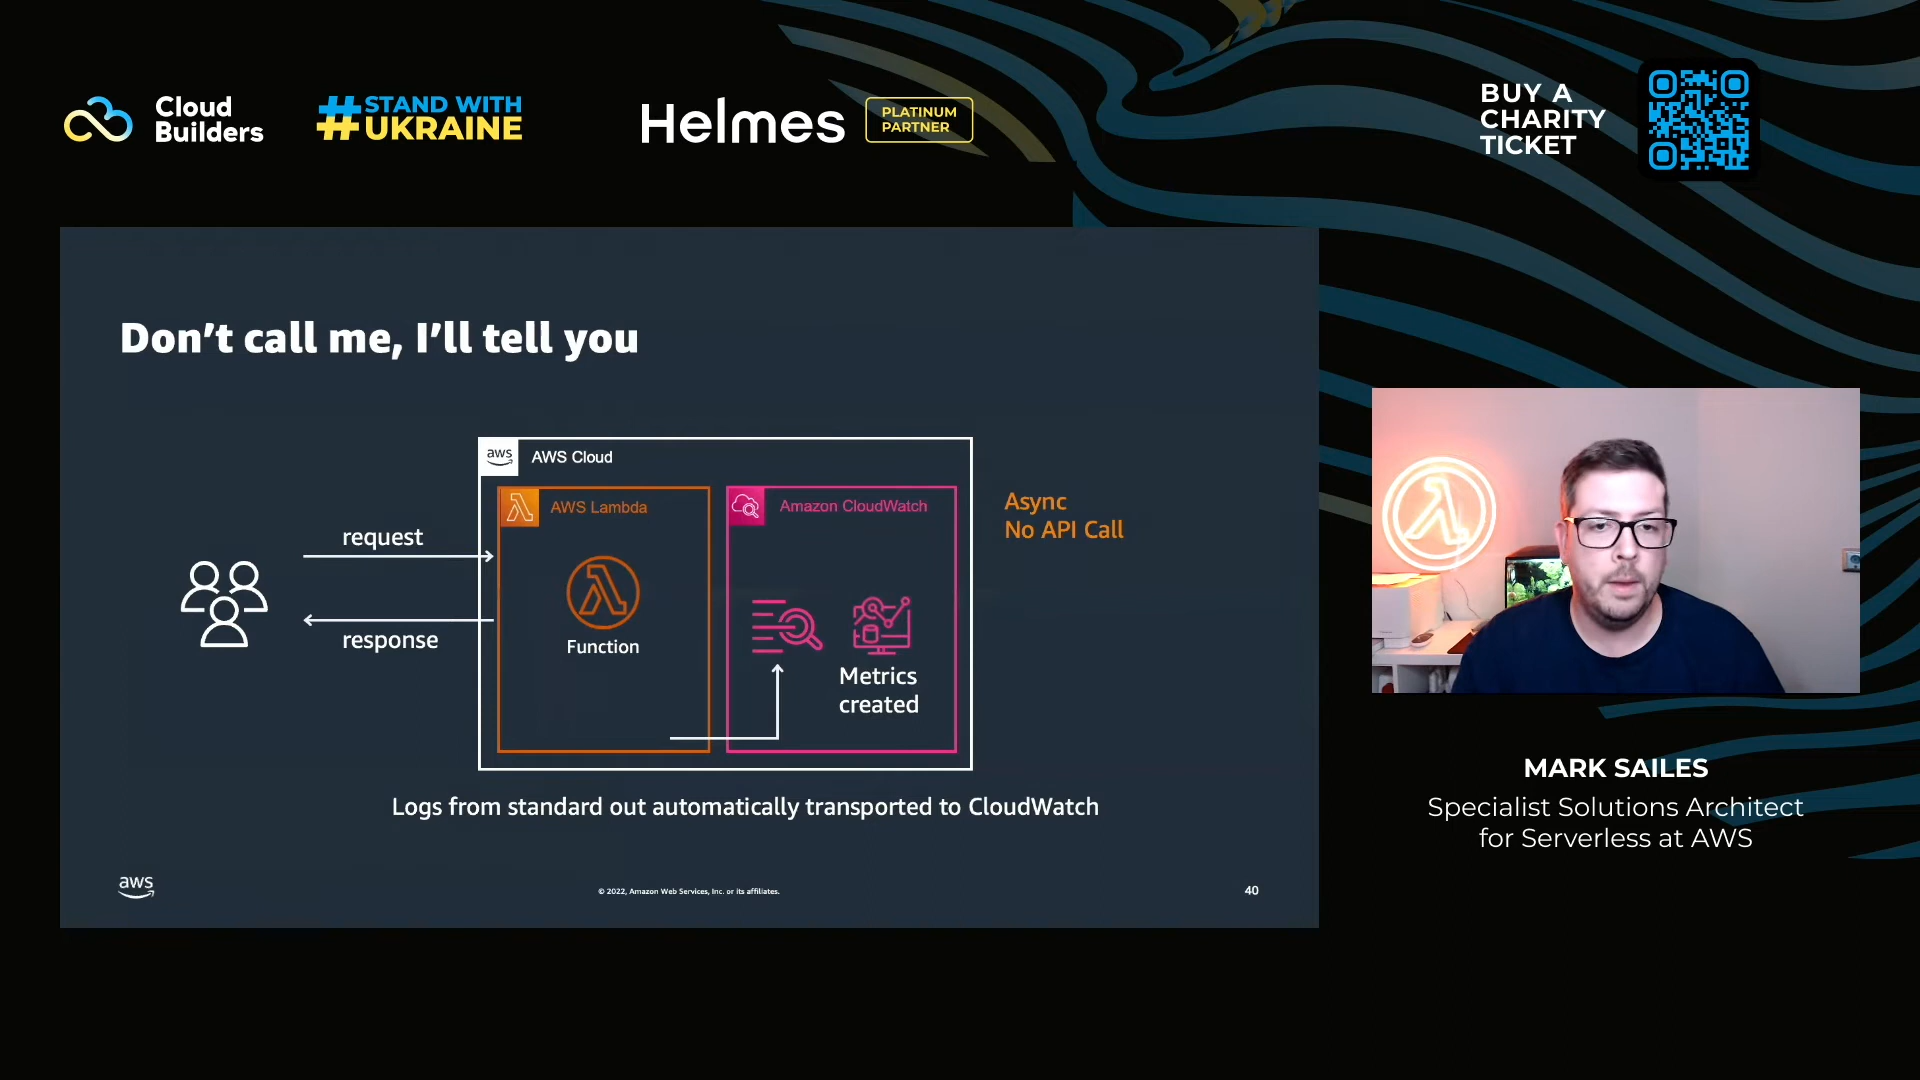 Cloud
Builders
#STAND WITH
#UKRAINE
Helmes
PLATINUM
PARTNER
BUY A
CHARITY
TICKET
Don't call me, I'll tell you
aws
AWS Cloud
AWS Lambda
Amazon CloudWatch
Async
No API Call
request
response
Function
Metrics
created
Logs from standard out automatically transported to CloudWatch
aws
© 2022, Amazon Web Services, Inc. or its affiliates.
40
MARK SAILES
Specialist Solutions Architect
for Serverless at AWS